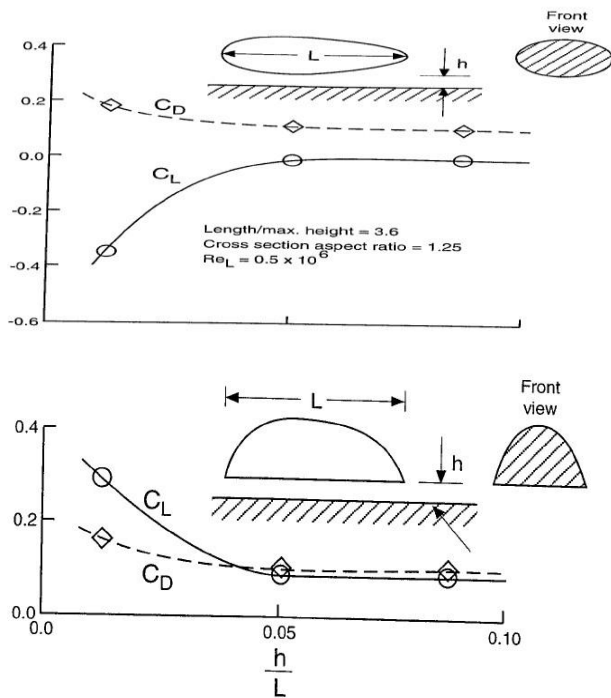 Front
view
0.4
L
h
0.2
C_D
0.0
C_L
-0.2
Length/max. height = 3.6
Cross section aspect ratio = 1.25
Re_L = 0.5 x 10^6
-0.4
-0.6
L
Front
view
0.4
h
C_L
0.2
C_D
0.0
0.0
0.05
0.10
h
L